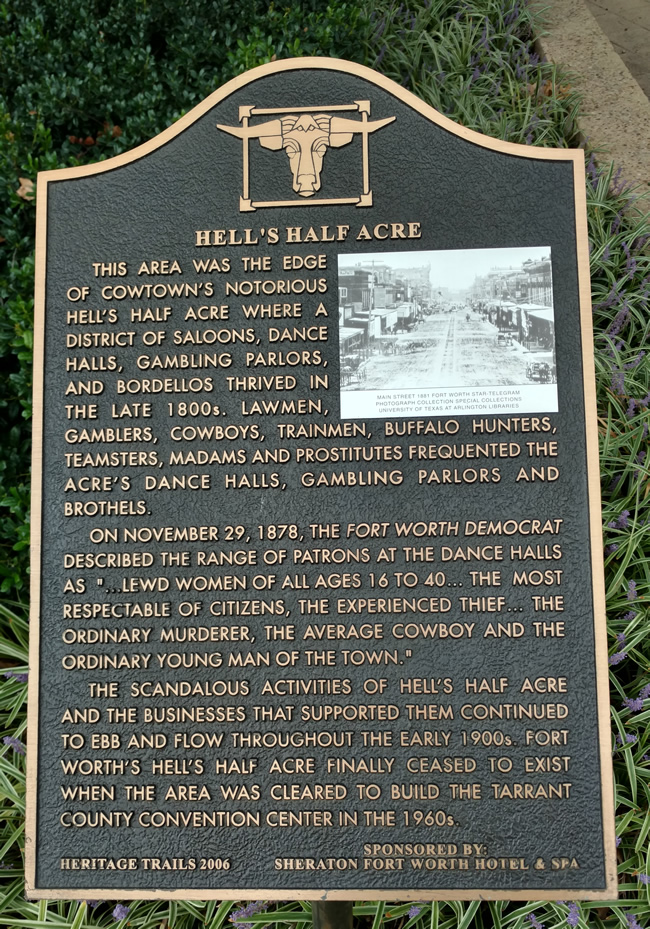 HELL'S HALF ACRE
THIS AREA WAS THE EDGE
OF COWTOWN'S NOTORIOUS
HELL'S HALF ACRE WHERE A
DISTRICT OF SALOONS, DANCE
HALLS, GAMBLING PARLORS,
AND BORDELLOS THRIVED IN
THE LATE 1800s. LAWMEN,
MAIN STREET 1881 FORT WORTH STAR-TELEGRAM
PHOTOGRAPH COLLECTION SPECIAL COLLECTIONS
UNIVERSITY OF TEXAS AT ARLINGTON LIBRARIES
GAMBLERS, COWBOYS, TRAINMEN, BUFFALO HUNTERS,
TEAMSTERS, MADAMS AND PROSTITUTES FREQUENTED THE
ACRE'S DANCE HALLS, GAMBLING PARLORS AND
BROTHELS.
ON NOVEMBER 29, 1878, THE FORT WORTH DEMOCRAT
DESCRIBED THE RANGE OF PATRONS AT THE DANCE HALLS
AS "...LEWD WOMEN OF ALL AGES 16 TO 40... THE MOST
RESPECTABLE OF CITIZENS, THE EXPERIENCED THIEF... THE
ORDINARY MURDERER, THE AVERAGE COWBOY AND THE
ORDINARY YOUNG MAN OF THE TOWN."
THE SCANDALOUS ACTIVITIES OF HELL'S HALF ACRE
AND THE BUSINESSES THAT SUPPORTED THEM CONTINUED
TO EBB AND FLOW THROUGHOUT THE EARLY 1900s. FORT
WORTH'S HELL'S HALF ACRE FINALLY CEASED TO EXIST
WHEN THE AREA WAS CLEARED TO BUILD THE TARRANT
COUNTY CONVENTION CENTER IN THE 1960s.
SPONSORED BY:
HERITAGE TRAILS 2006 SHERATON FORT WORTH HOTEL & SPA